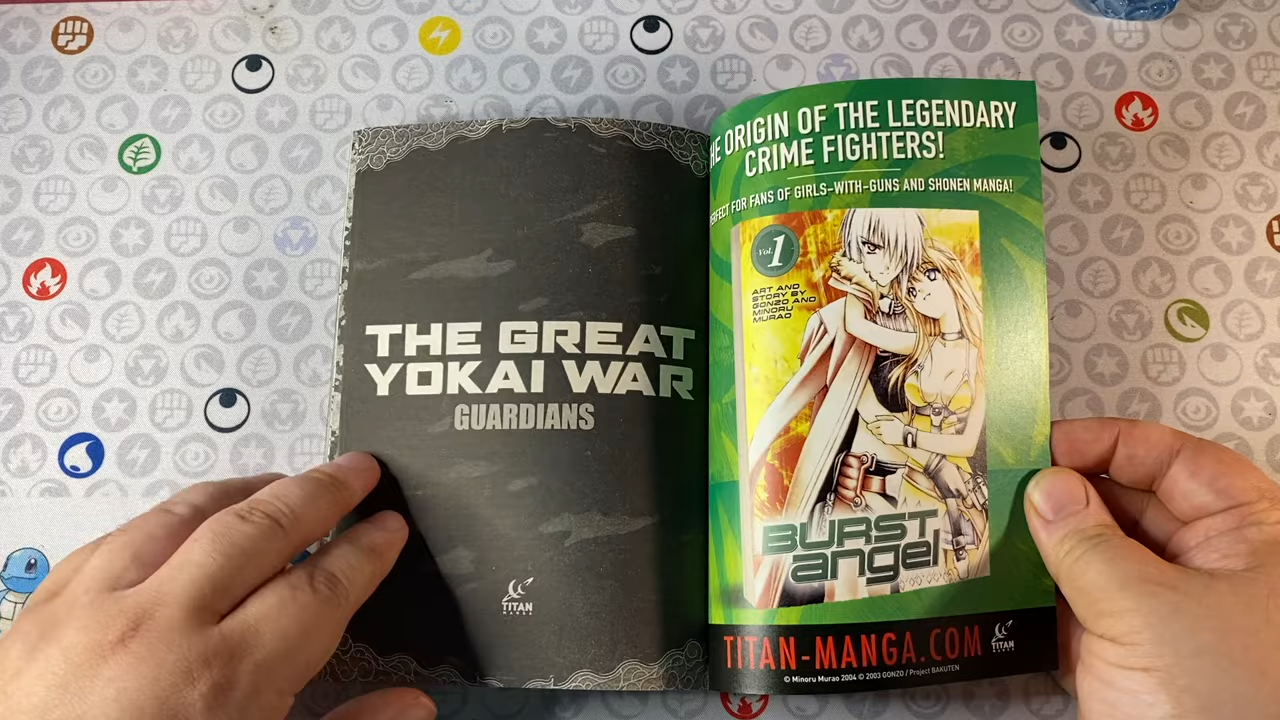 THE GREAT
YOKAI WAR
GUARDIANS
TITAN
MANGA
HE ORIGIN OF THE LEGENDARY
CRIME FIGHTERS!
ERFECT FOR FANS OF GIRLS-WITH-GUNS AND SHONEN MANGA!
Vol. 1
ART AND
STORY BY
GONZO AND
MINORU
MURAO
BURST
angel
TITAN-MANGA.COM
TITAN
MANGA
© Minoru Murao 2004 © 2003 GONZO / Project BAKUTEN